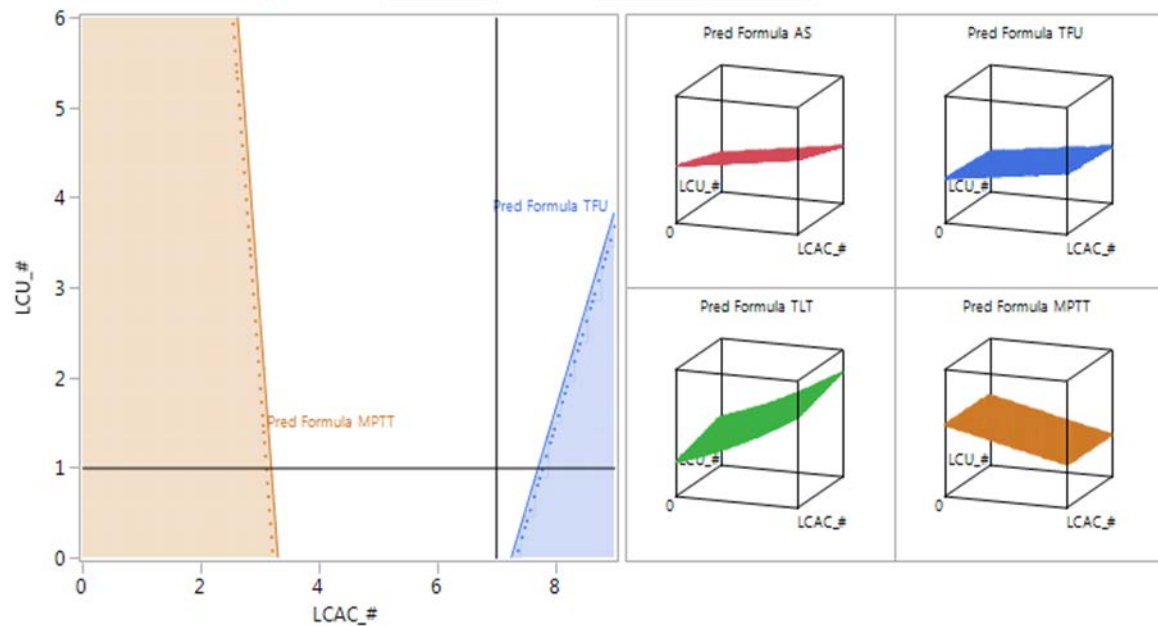 6
5
4
3
2
1
0
LCU_#
0
2
4
6
8
LCAC_#
Pred Formula MPTT
Pred Formula TFU
Pred Formula AS
LCU_#
0
LCAC_#
Pred Formula TFU
LCU_#
0
LCAC_#
Pred Formula TLT
LCU_#
0
LCAC_#
Pred Formula MPTT
LCU_#
0
LCAC_#